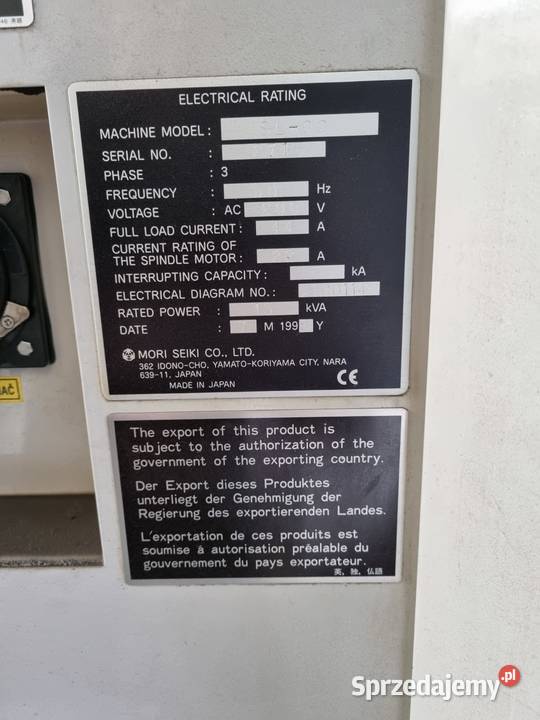 ELECTRICAL RATING
MACHINE MODEL :
SERIAL NO. :
PHASE : 3
FREQUENCY : Hz
VOLTAGE : AC V
FULL LOAD CURRENT : A
CURRENT RATING OF
THE SPINDLE MOTOR : A
INTERRUPTING CAPACITY : kA
ELECTRICAL DIAGRAM NO. :
RATED POWER : kVA
DATE : M 199 Y
MORI SEIKI CO., LTD.
362 IDONO-CHO, YAMATO-KORIYAMA CITY, NARA
639-11, JAPAN
MADE IN JAPAN
CE
The export of this product is
subject to the authorization of the
government of the exporting country.
Der Export dieses Produktes
unterliegt der Genehmigung der
Regierung des exportierenden Landes.
L'exportation de ces produits est
soumise à autorisation préalable du
gouvernement du pays exportateur.
英, 独, 仏語
Sprzedajemy.pl